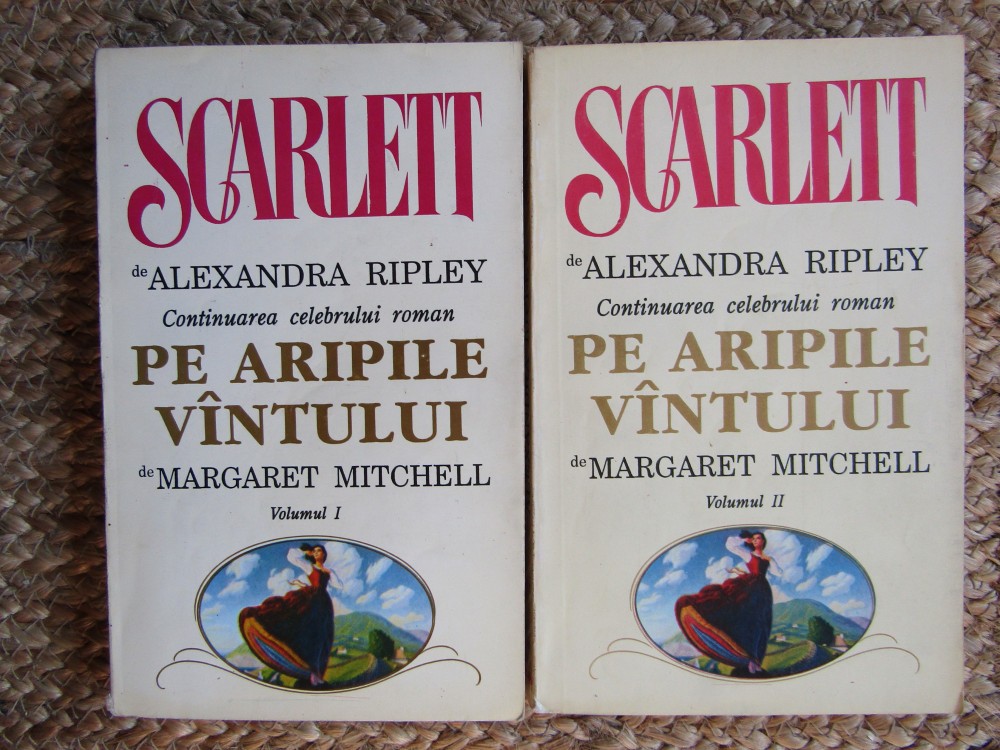 SCARLETT
de ALEXANDRA RIPLEY
Continuarea celebrului roman
PE ARIPILE
VÎNTULUI
de MARGARET MITCHELL
Volumul I
SCARLETT
de ALEXANDRA RIPLEY
Continuarea celebrului roman
PE ARIPILE
VÎNTULUI
de MARGARET MITCHELL
Volumul II